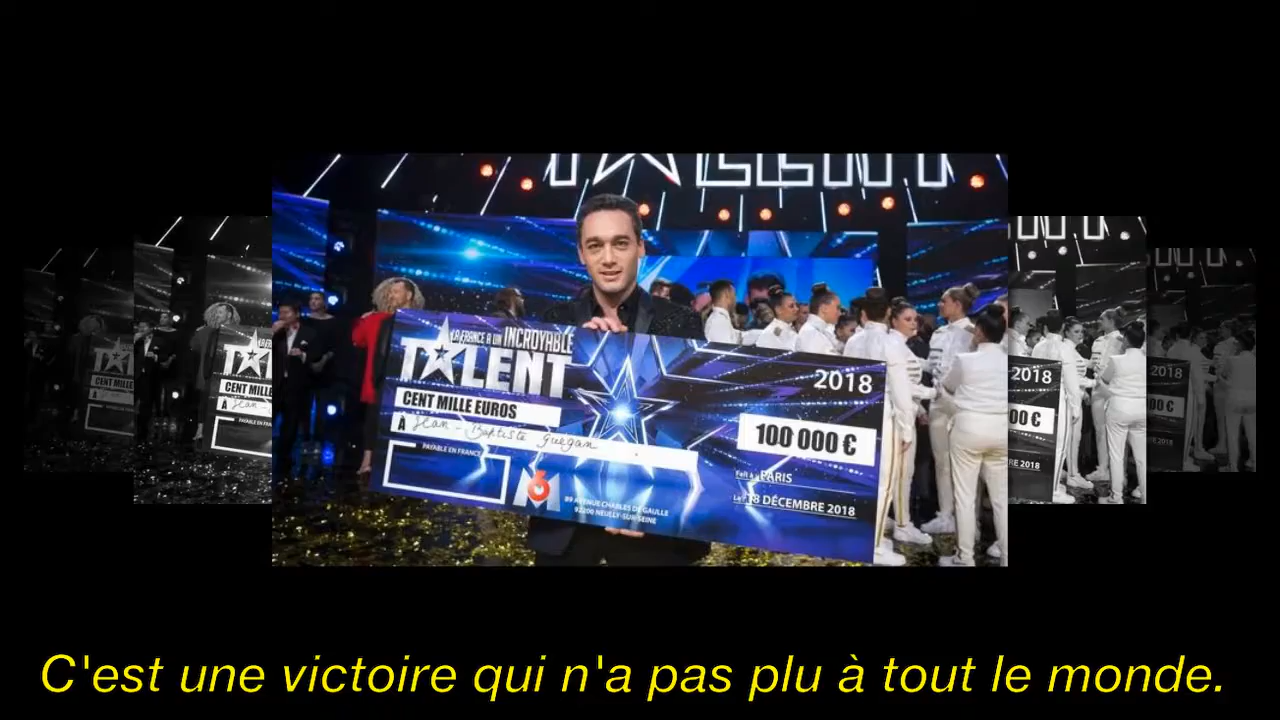 TALENT
LA FRANCE A UN INCROYABLE
TALENT
2018
CENT MILLE EUROS
À Jean-Baptiste Guégan
100 000 €
PAYABLE EN FRANCE
Fait à PARIS
Le 18 DÉCEMBRE 2018
M6
89 AVENUE CHARLES DE GAULLE
92200 NEUILLY-SUR-SEINE
C'est une victoire qui n'a pas plu à tout le monde.